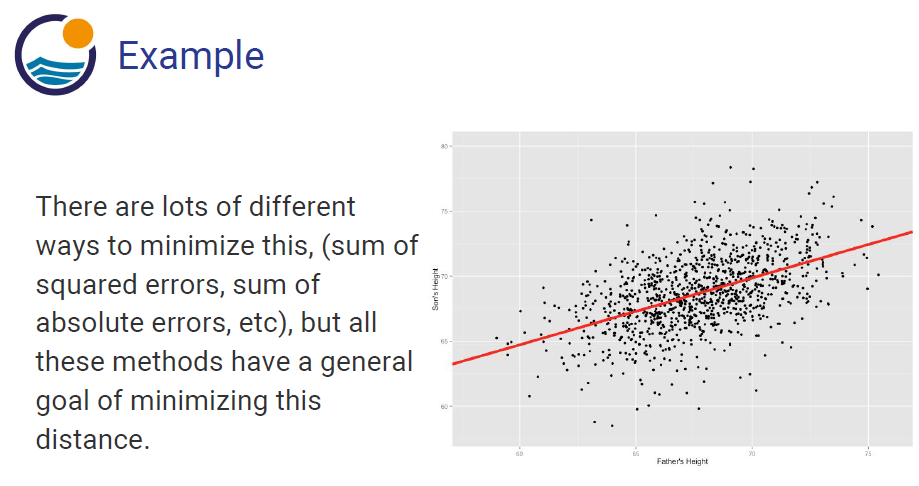 Example
There are lots of different
ways to minimize this, (sum of
squared errors, sum of
absolute errors, etc), but all
these methods have a general
goal of minimizing this
distance.
80
75
70
65
60
Son's Height
60
65
70
75
Father's Height